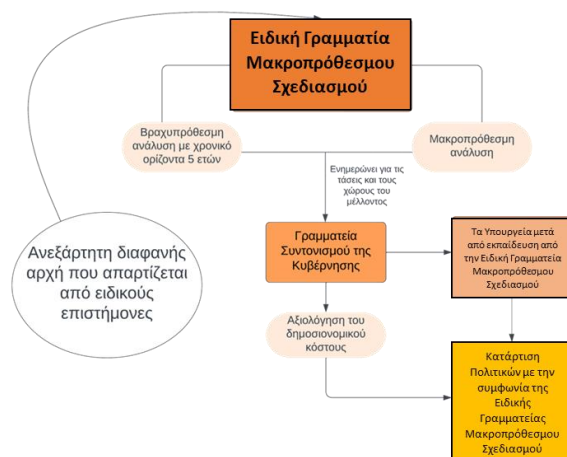 Ειδική Γραμματία
Μακροπρόθεσμου
Σχεδιασμού
Βραχυπρόθεσμη
ανάλυση με χρονικό
ορίζοντα 5 ετών
Μακροπρόθεσμη
ανάλυση
Ενημερώνει για τις
τάσεις και τους
χώρους του
μέλλοντος
Ανεξάρτητη διαφανής
αρχή που απαρτίζεται
από ειδικούς
επιστήμονες
Γραμματεία
Συντονισμού της
Κυβέρνησης
Τα Υπουργεία μετά
από εκπαίδευση από
την Ειδική Γραμματεία
Μακροπρόθεσμου
Σχεδιασμού
Αξιολόγηση του
δημοσιονομικού
κόστους
Κατάρτιση
Πολιτικών με την
συμφωνία της
Ειδικής
Γραμματείας
Μακροπρόθεσμου
Σχεδιασμού